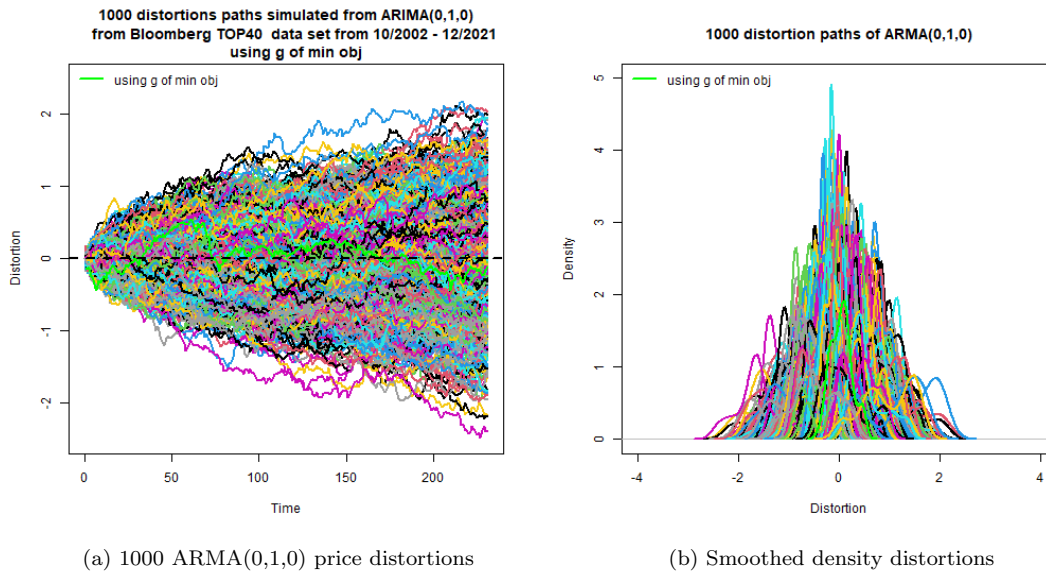 1000 distortions paths simulated from ARIMA(0,1,0)
from Bloomberg TOP40 data set from 10/2002 - 12/2021
using g of min obj
using g of min obj
2
1
0
-1
-2
Distortion
0
50
100
150
200
Time
(a) 1000 ARMA(0,1,0) price distortions
1000 distortion paths of ARMA(0,1,0)
using g of min obj
5
4
3
2
1
0
Density
-4
-2
0
2
4
Distortion
(b) Smoothed density distortions